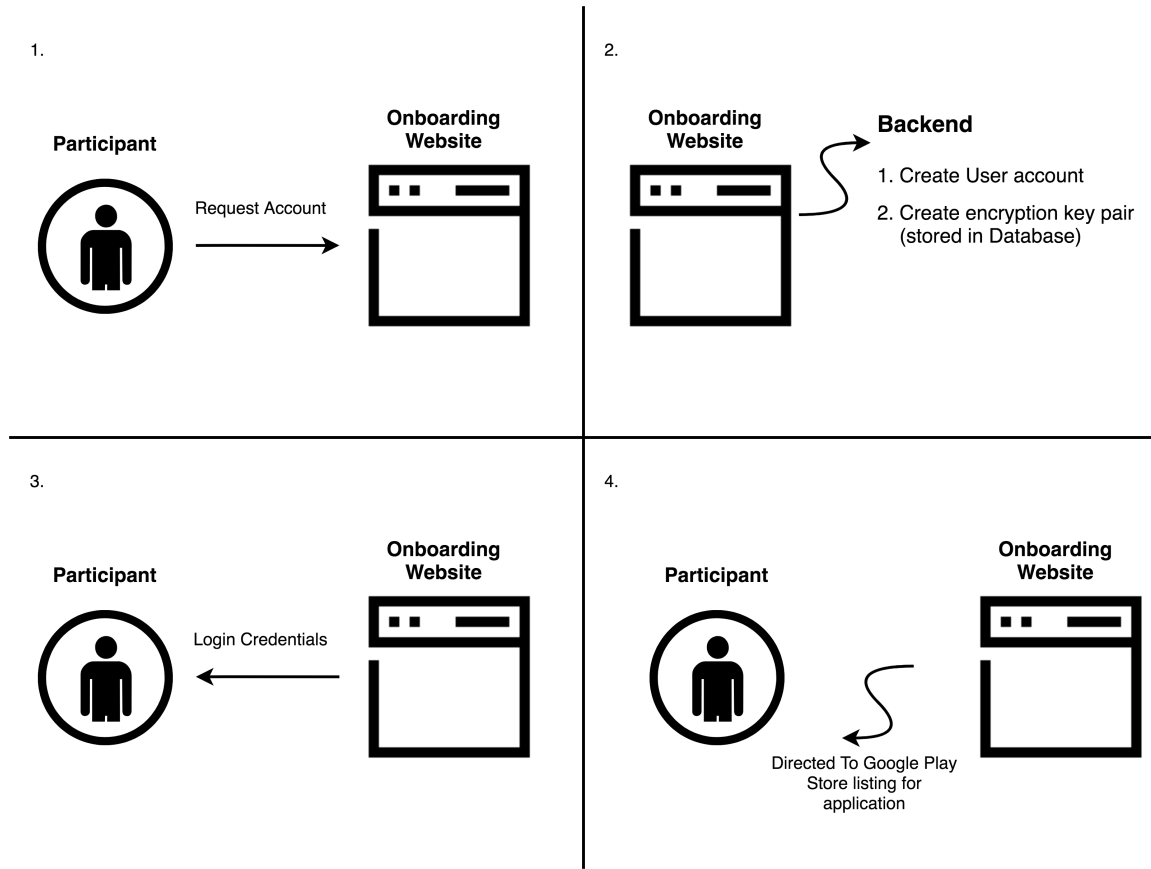 1.
Participant
Request Account
Onboarding
Website
2.
Onboarding
Website
Backend
1. Create User account
2. Create encryption key pair
(stored in Database)
3.
Participant
Login Credentials
Onboarding
Website
4.
Participant
Directed To Google Play
Store listing for
application
Onboarding
Website